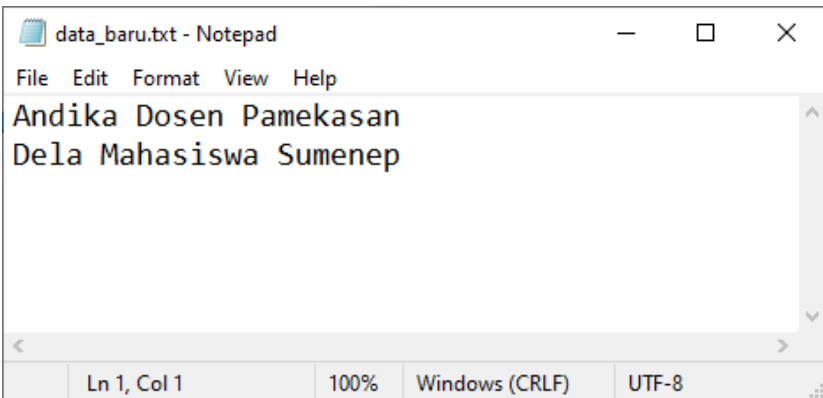 data_baru.txt - Notepad
File Edit Format View Help
Andika Dosen Pamekasan
Dela Mahasiswa Sumenep
Ln 1, Col 1 100% Windows (CRLF) UTF-8